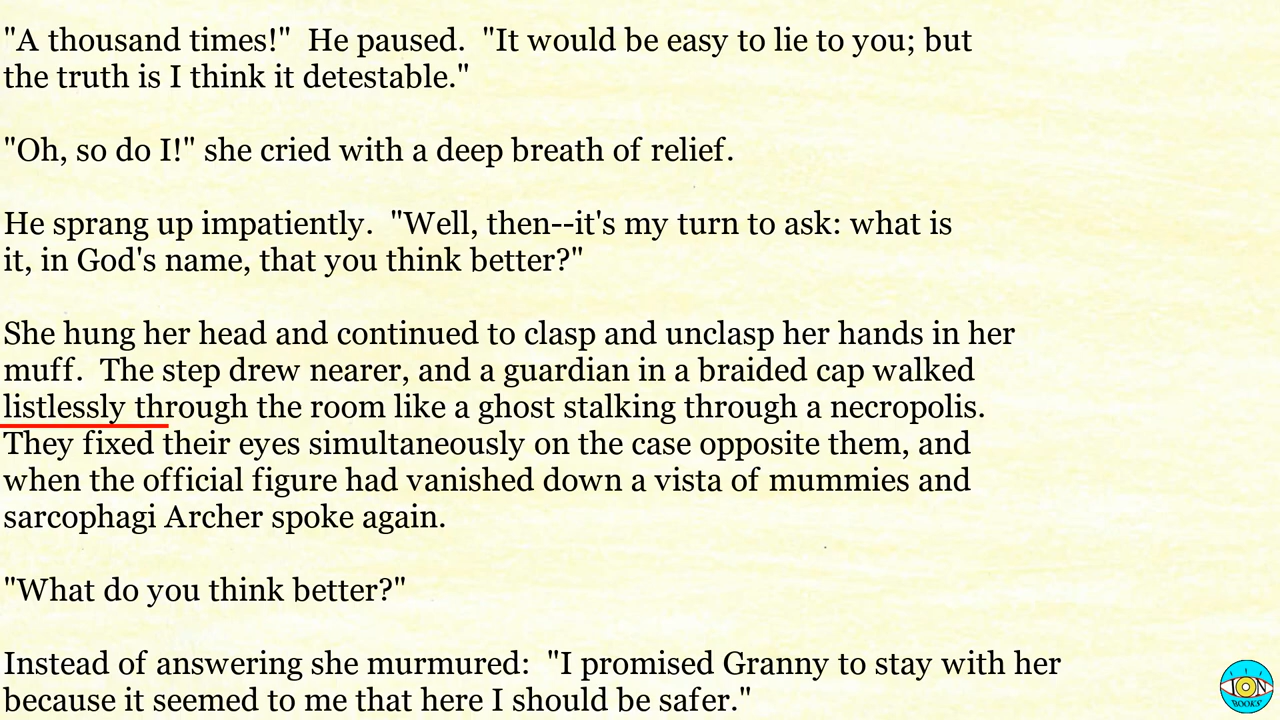 "A thousand times!"  He paused.  "It would be easy to lie to you; but
the truth is I think it detestable."
"Oh, so do I!" she cried with a deep breath of relief.
He sprang up impatiently.  "Well, then--it's my turn to ask: what is
it, in God's name, that you think better?"
She hung her head and continued to clasp and unclasp her hands in her
muff.  The step drew nearer, and a guardian in a braided cap walked
listlessly through the room like a ghost stalking through a necropolis.
They fixed their eyes simultaneously on the case opposite them, and
when the official figure had vanished down a vista of mummies and
sarcophagi Archer spoke again.
"What do you think better?"
Instead of answering she murmured:  "I promised Granny to stay with her
because it seemed to me that here I should be safer."
ION
BOOKS